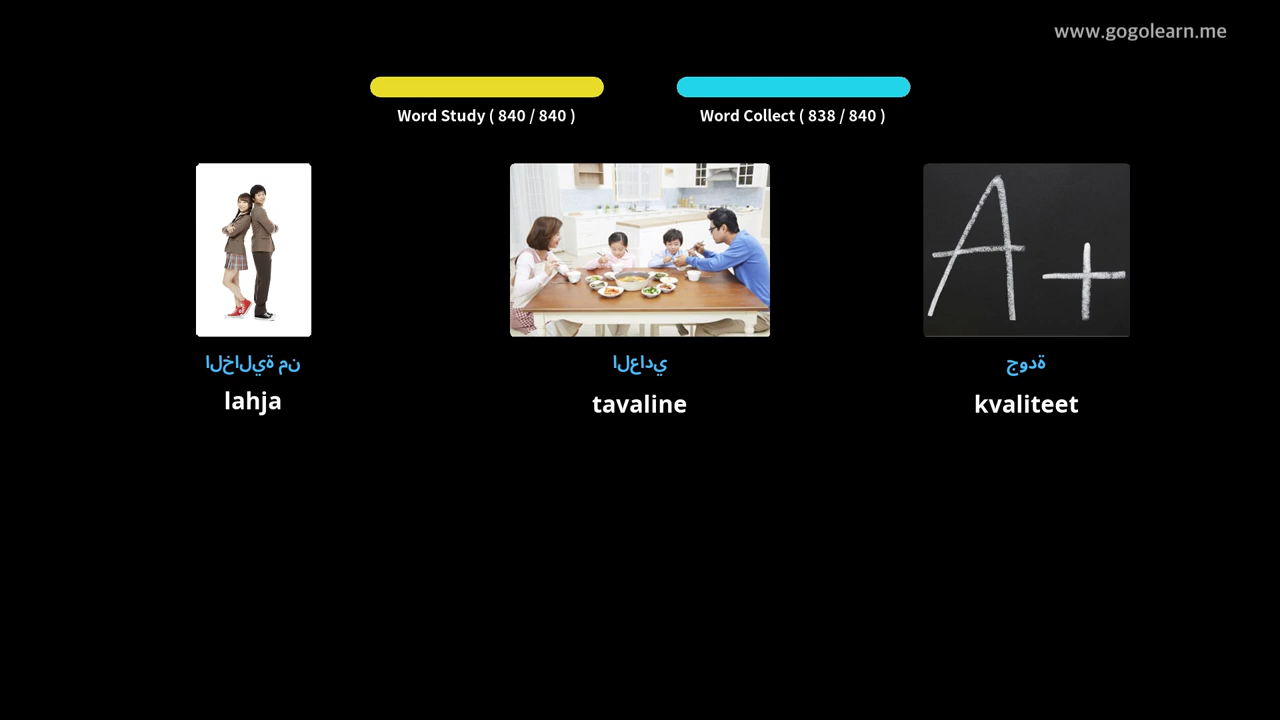 www.gogolearn.me
Word Study ( 840 / 840 )
Word Collect ( 838 / 840 )
الخالية من
lahja
العادي
tavaline
جودة
kvaliteet
A+